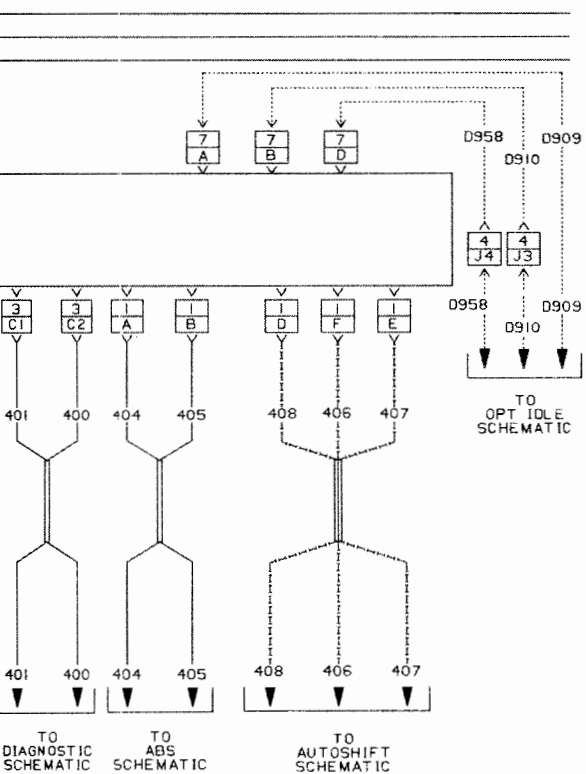 D958 D909
D910
7 7 7
A B D
4 4
J4 J3
3 3 1 1 1 1 1
C1 C2 A B D F E
D958 D909
D910
TO
OPT IDLE
SCHEMATIC
401 400 404 405 408 406 407
401 400 404 405 408 406 407
TO
DIAGNOSTIC
SCHEMATIC
TO
ABS
SCHEMATIC
TO
AUTOSHIFT
SCHEMATIC